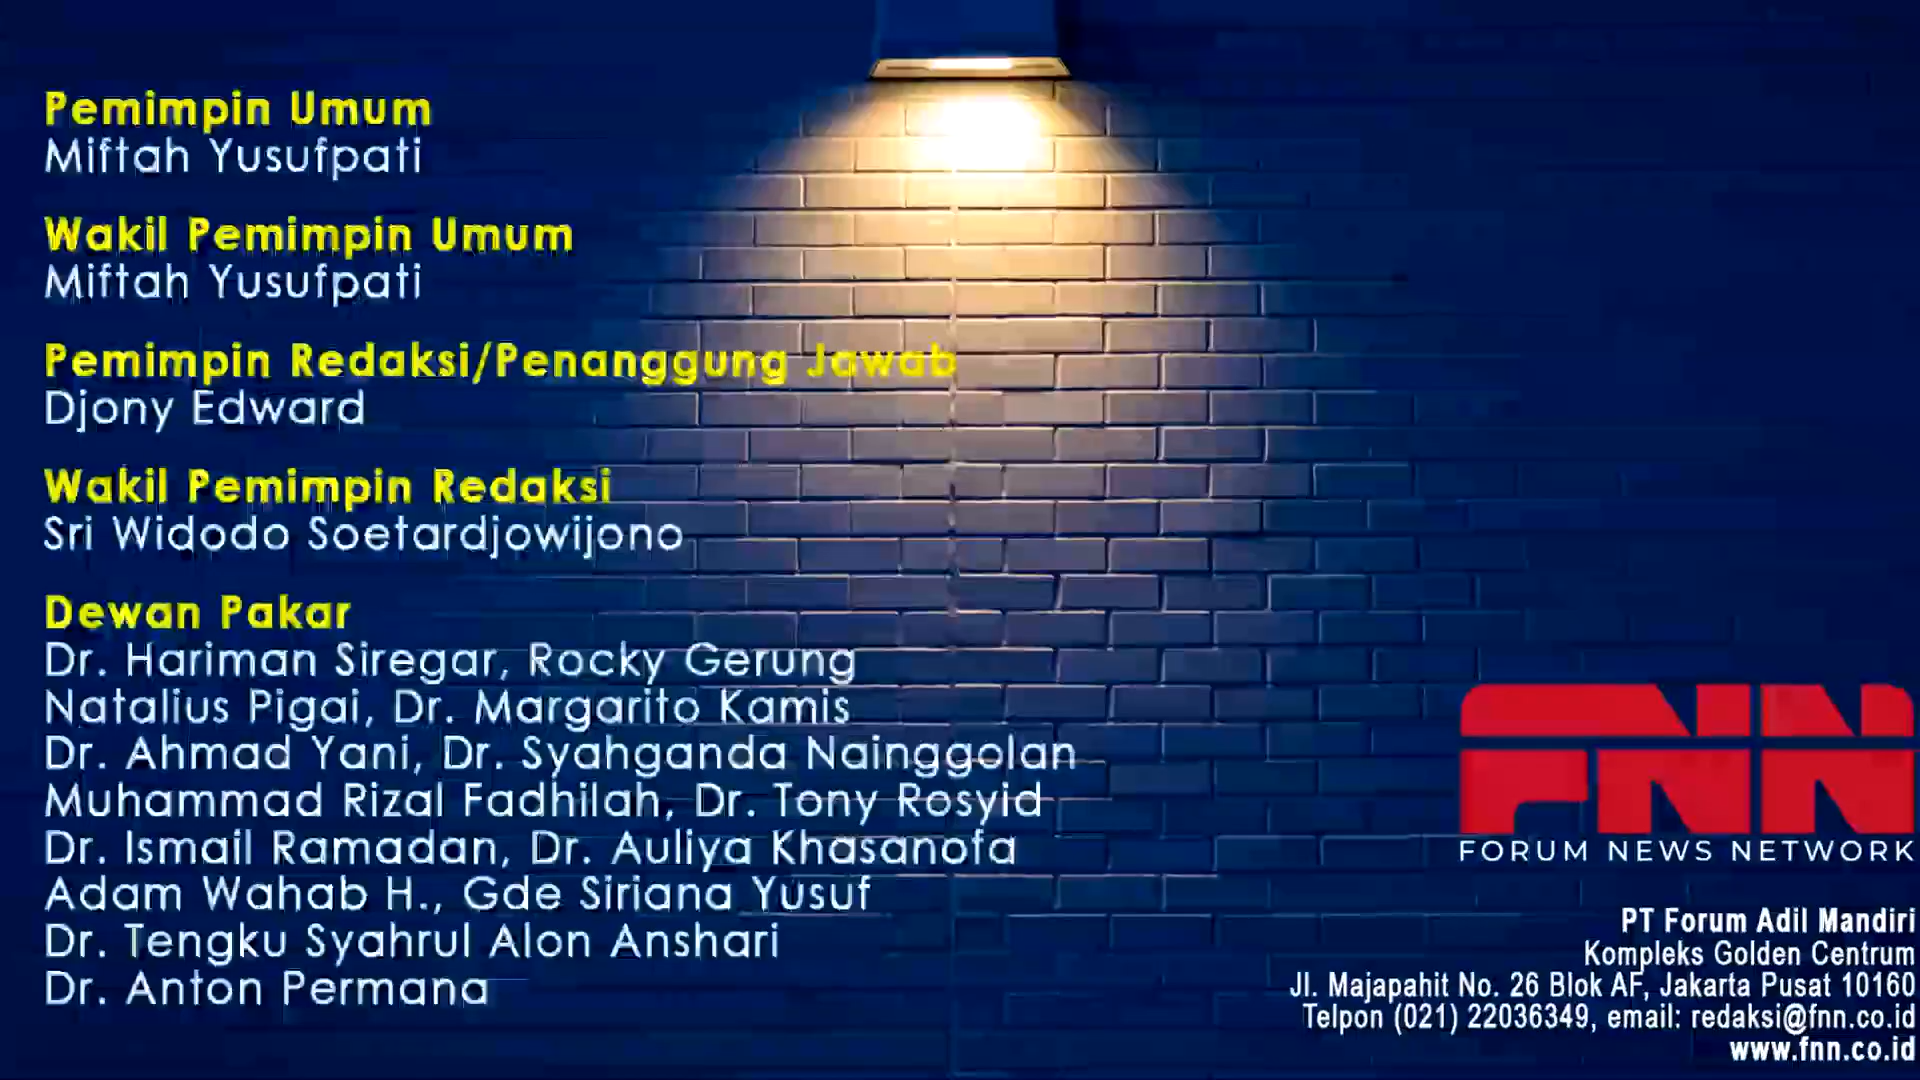 Pemimpin Umum
Miftah Yusufpati
Wakil Pemimpin Umum
Miftah Yusufpati
Pemimpin Redaksi/Penanggung Jawab
Djony Edward
Wakil Pemimpin Redaksi
Sri Widodo Soetardjowijono
Dewan Pakar
Dr. Hariman Siregar, Rocky Gerung
Natalius Pigai, Dr. Margarito Kamis
Dr. Ahmad Yani, Dr. Syahganda Nainggolan
Muhammad Rizal Fadhilah, Dr. Tony Rosyid
Dr. Ismail Ramadan, Dr. Auliya Khasanofa
Adam Wahab H., Gde Siriana Yusuf
Dr. Tengku Syahrul Alon Anshari
Dr. Anton Permana
FNN
FORUM NEWS NETWORK
PT Forum Adil Mandiri
Kompleks Golden Centrum
Jl. Majapahit No. 26 Blok AF, Jakarta Pusat 10160
Telpon (021) 22036349, email: redaksi@fnn.co.id
www.fnn.co.id